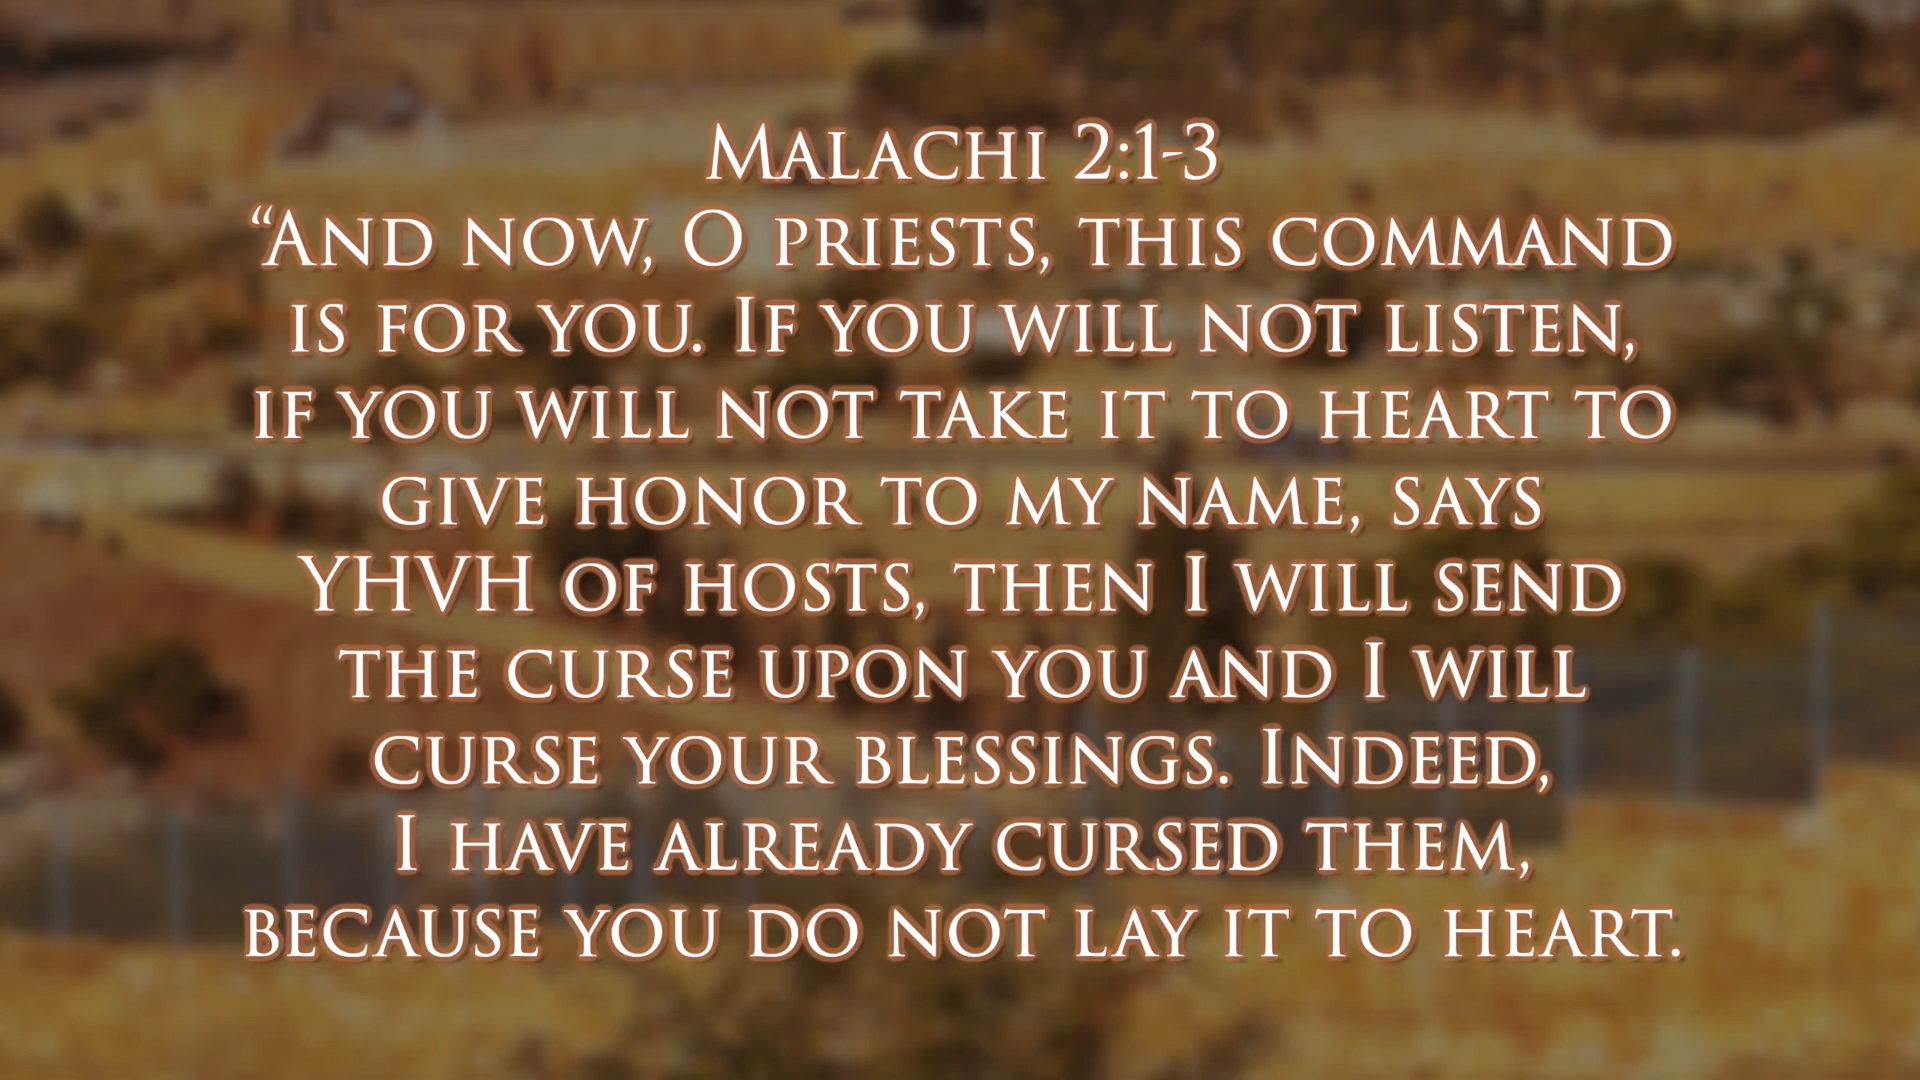 Malachi 2:1-3
“And now, O priests, this command
is for you. If you will not listen,
if you will not take it to heart to
give honor to my name, says
YHVH of hosts, then I will send
the curse upon you and I will
curse your blessings. Indeed,
I have already cursed them,
because you do not lay it to heart.